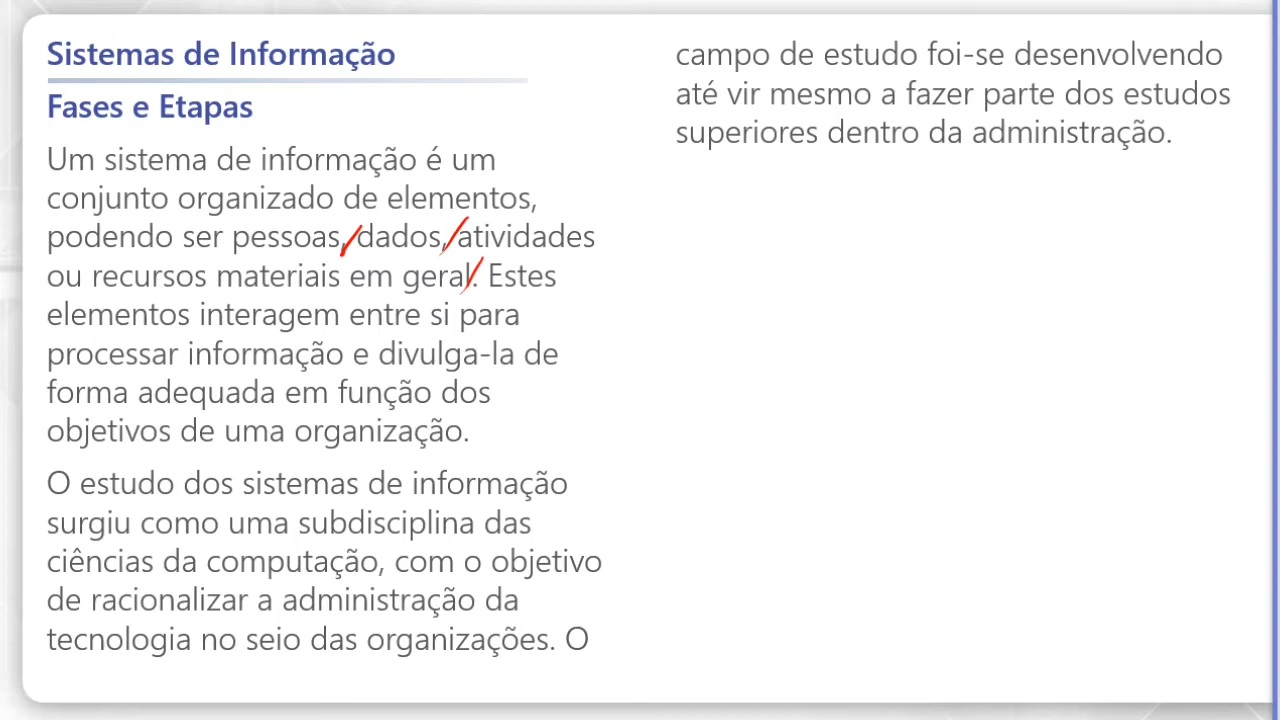 Sistemas de Informação
Fases e Etapas
Um sistema de informação é um
conjunto organizado de elementos,
podendo ser pessoas, dados, atividades
ou recursos materiais em geral. Estes
elementos interagem entre si para
processar informação e divulga-la de
forma adequada em função dos
objetivos de uma organização.
O estudo dos sistemas de informação
surgiu como uma subdisciplina das
ciências da computação, com o objetivo
de racionalizar a administração da
tecnologia no seio das organizações. O
campo de estudo foi-se desenvolvendo
até vir mesmo a fazer parte dos estudos
superiores dentro da administração.